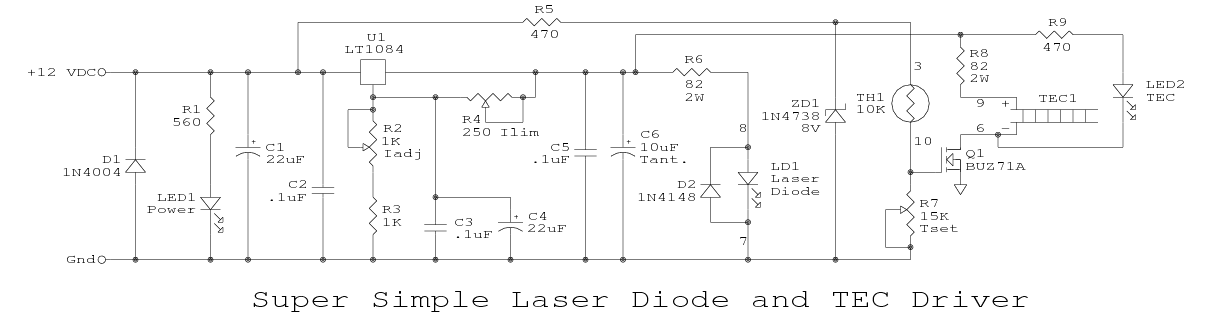 R5
470
U1
LT1084
R9
470
+12 VDC
R6
82
2W
R8
82
2W
3
LED2
TEC
R1
560
R4
250 Ilim
ZD1
1N4738
8V
TH1
10K
9
+
TEC1
6
-
R2
1K
Iadj
+
C1
22uF
C5
.1uF
+
C6
10uF
Tant.
8
10
Q1
BUZ71A
D1
1N4004
LED1
Power
C2
.1uF
D2
1N4148
LD1
Laser
Diode
R3
1K
C3
.1uF
+
C4
22uF
7
R7
15K
Tset
Gnd
Super Simple Laser Diode and TEC Driver